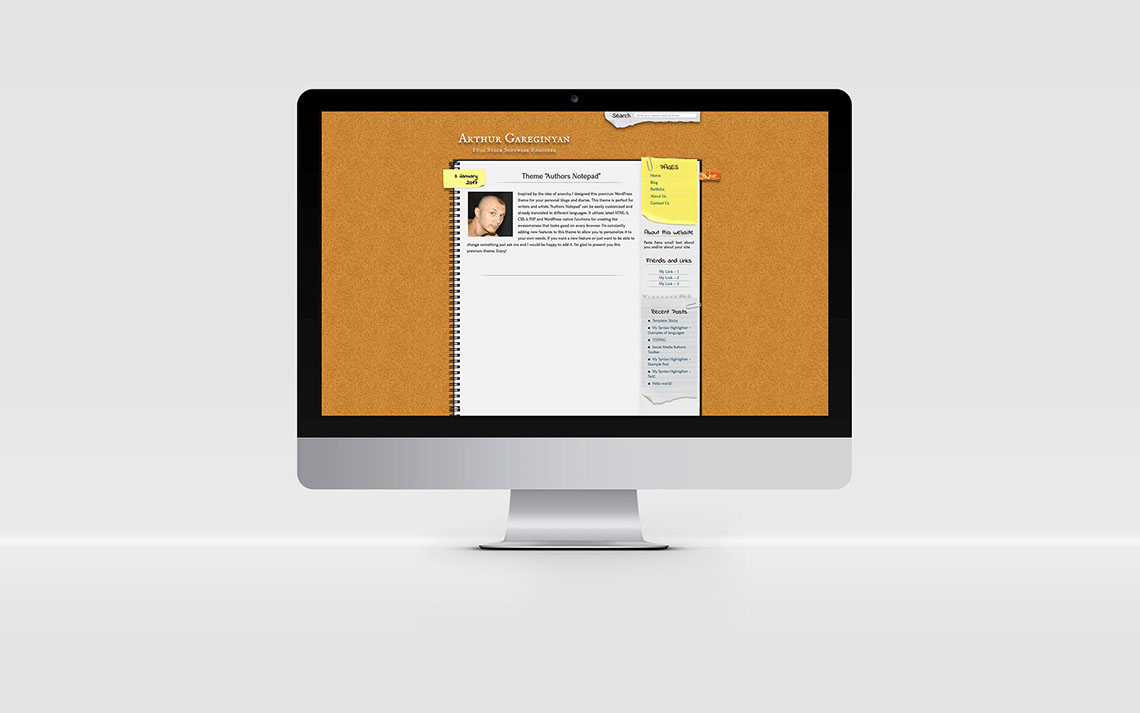 Search
Arthur Gareginyan
Full Stack Software Engineer
8 January
2017
Theme "Authors Notepad"
Inspired by the idea of anarchy I designed this premium WordPress
theme for your personal blogs and diaries. This theme is perfect for
writers and artists. "Authors Notepad" can be easily customized and
already translated to different languages. It utilizes latest HTML-5,
CSS-3, PHP and WordPress native functions for creating the
awesomeness that looks good on every browser. I'm constantly
adding new features to this theme to allow you to personalize it to
your own needs. If you want a new feature or just want to be able to
change something just ask me and I would be happy to add it. I'm glad to present you this
premium theme. Enjoy!
PAGES
Home
Blog
Portfolio
About Us
Contact Us
About this website
Paste here small text about
you and/or about your site.
Friends and Links
My Link – 1
My Link – 2
My Link – 3
Recent Posts
Template: Sticky
My Syntax Highlighter –
Examples of languages
TESTING
Social Media Buttons
Toolbar
My Syntax Highlighter –
Example first
My Syntax Highlighter –
Hello world!